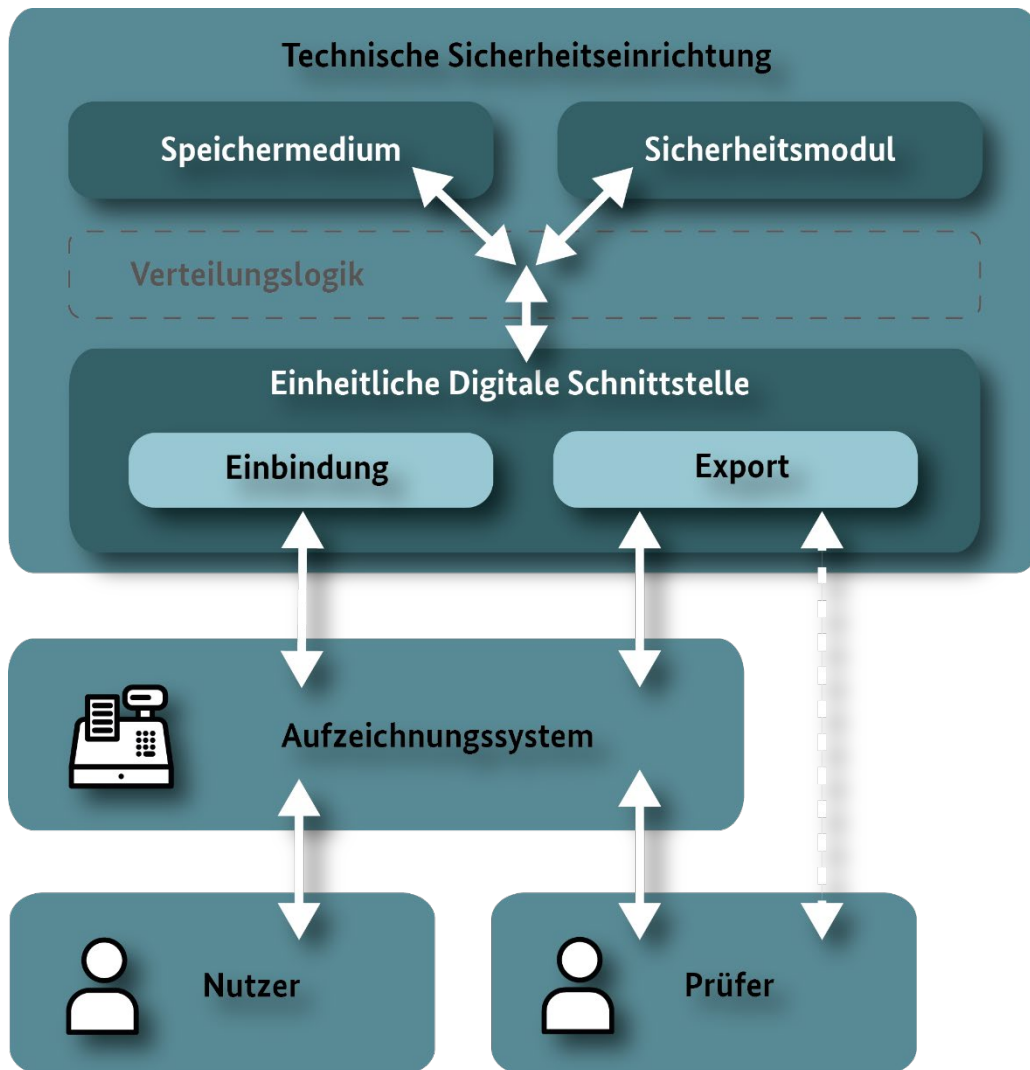 Technische Sicherheitseinrichtung
Speichermedium
Sicherheitsmodul
Verteilungslogik
Einheitliche Digitale Schnittstelle
Einbindung
Export
Aufzeichnungssystem
Nutzer
Prüfer